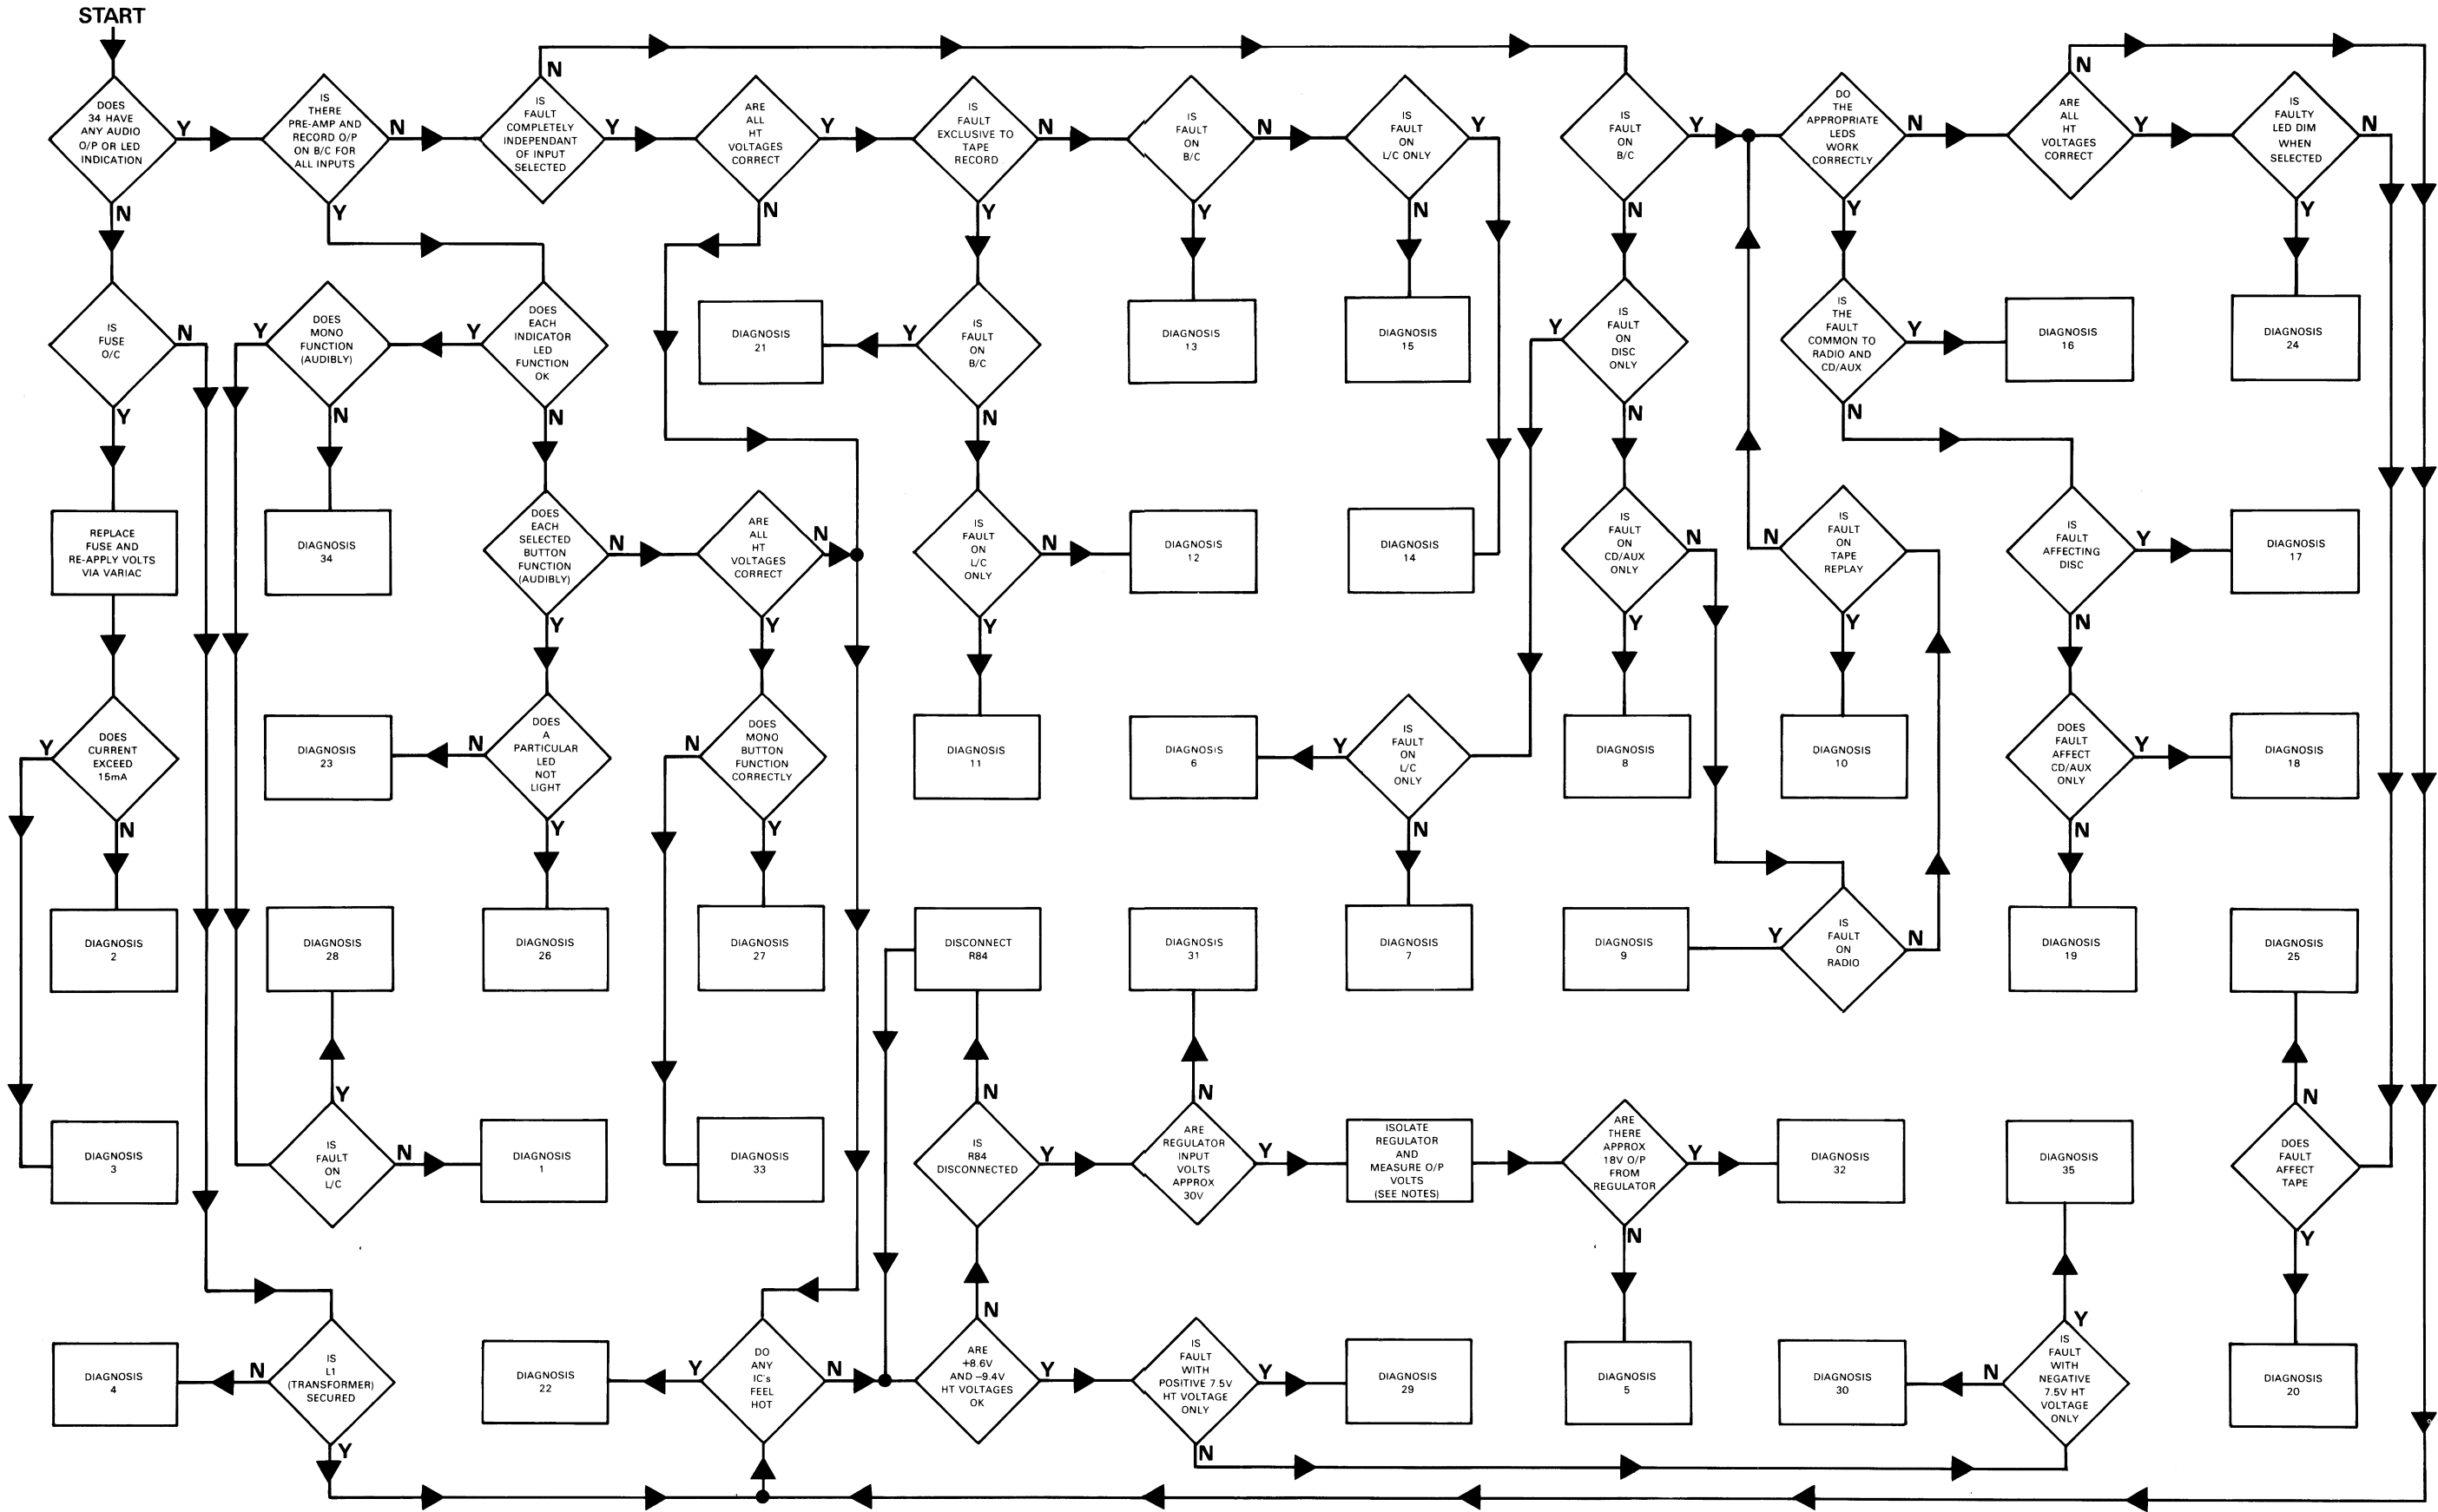 START
DOES
34 HAVE
ANY AUDIO
O/P OR LED
INDICATION
Y
N
IS
THERE
PRE-AMP AND
RECORD O/P
ON B/C FOR
ALL INPUTS
N
Y
IS
FAULT
COMPLETELY
INDEPENDANT
OF INPUT
SELECTED
N
Y
ARE
ALL
HT
VOLTAGES
CORRECT
Y
N
IS
FAULT
EXCLUSIVE TO
TAPE
RECORD
N
Y
IS
FAULT
ON
B/C
N
Y
IS
FAULT
ON
L/C ONLY
Y
N
IS
FAULT
ON
B/C
Y
N
DO
THE
APPROPRIATE
LEDS
WORK
CORRECTLY
N
Y
ARE
ALL
HT
VOLTAGES
CORRECT
N
Y
IS
FAULTY
LED DIM
WHEN
SELECTED
N
Y
IS
FUSE
O/C
N
Y
DOES
MONO
FUNCTION
(AUDIBLY)
Y
N
DOES
EACH
INDICATOR
LED
FUNCTION
OK
Y
N
DIAGNOSIS
21
IS
FAULT
ON
B/C
Y
N
DIAGNOSIS
13
DIAGNOSIS
15
IS
FAULT
ON
DISC
ONLY
Y
N
IS
THE
FAULT
COMMON TO
RADIO AND
CD/AUX
Y
N
DIAGNOSIS
16
DIAGNOSIS
24
REPLACE
FUSE AND
RE-APPLY VOLTS
VIA VARIAC
DIAGNOSIS
34
DOES
EACH
SELECTED
BUTTON
FUNCTION
(AUDIBLY)
N
Y
ARE
ALL
HT
VOLTAGES
CORRECT
N
Y
IS
FAULT
ON
L/C
ONLY
N
Y
DIAGNOSIS
12
DIAGNOSIS
14
IS
FAULT
ON
CD/AUX
ONLY
N
Y
IS
FAULT
ON
TAPE
REPLAY
N
Y
IS
FAULT
AFFECTING
DISC
Y
N
DIAGNOSIS
17
DOES
CURRENT
EXCEED
15mA
Y
N
DIAGNOSIS
23
DOES
A
PARTICULAR
LED
NOT
LIGHT
N
Y
DOES
MONO
BUTTON
FUNCTION
CORRECTLY
N
Y
DIAGNOSIS
11
DIAGNOSIS
6
IS
FAULT
ON
L/C
ONLY
Y
N
DIAGNOSIS
8
DIAGNOSIS
10
DOES
FAULT
AFFECT
CD/AUX
ONLY
Y
N
DIAGNOSIS
18
DIAGNOSIS
2
DIAGNOSIS
28
DIAGNOSIS
26
DIAGNOSIS
27
DISCONNECT
R84
DIAGNOSIS
31
DIAGNOSIS
7
DIAGNOSIS
9
IS
FAULT
ON
RADIO
Y
N
DIAGNOSIS
19
DIAGNOSIS
25
DIAGNOSIS
3
IS
FAULT
ON
L/C
Y
N
DIAGNOSIS
1
DIAGNOSIS
33
IS
R84
DISCONNECTED
N
Y
ARE
REGULATOR
INPUT
VOLTS
APPROX
30V
N
Y
ISOLATE
REGULATOR
AND
MEASURE O/P
VOLTS
(SEE NOTES)
ARE
THERE
APPROX
18V O/P
FROM
REGULATOR
Y
N
DIAGNOSIS
32
DIAGNOSIS
35
DOES
FAULT
AFFECT
TAPE
N
Y
DIAGNOSIS
4
IS
L1
(TRANSFORMER)
SECURED
N
Y
DIAGNOSIS
22
DO
ANY
IC's
FEEL
HOT
Y
N
ARE
+8.6V
AND –9.4V
HT VOLTAGES
OK
N
Y
IS
FAULT
WITH
POSITIVE 7.5V
HT VOLTAGE
ONLY
Y
N
DIAGNOSIS
29
DIAGNOSIS
5
DIAGNOSIS
30
IS
FAULT
WITH
NEGATIVE
7.5V HT
VOLTAGE
ONLY
Y
N
DIAGNOSIS
20